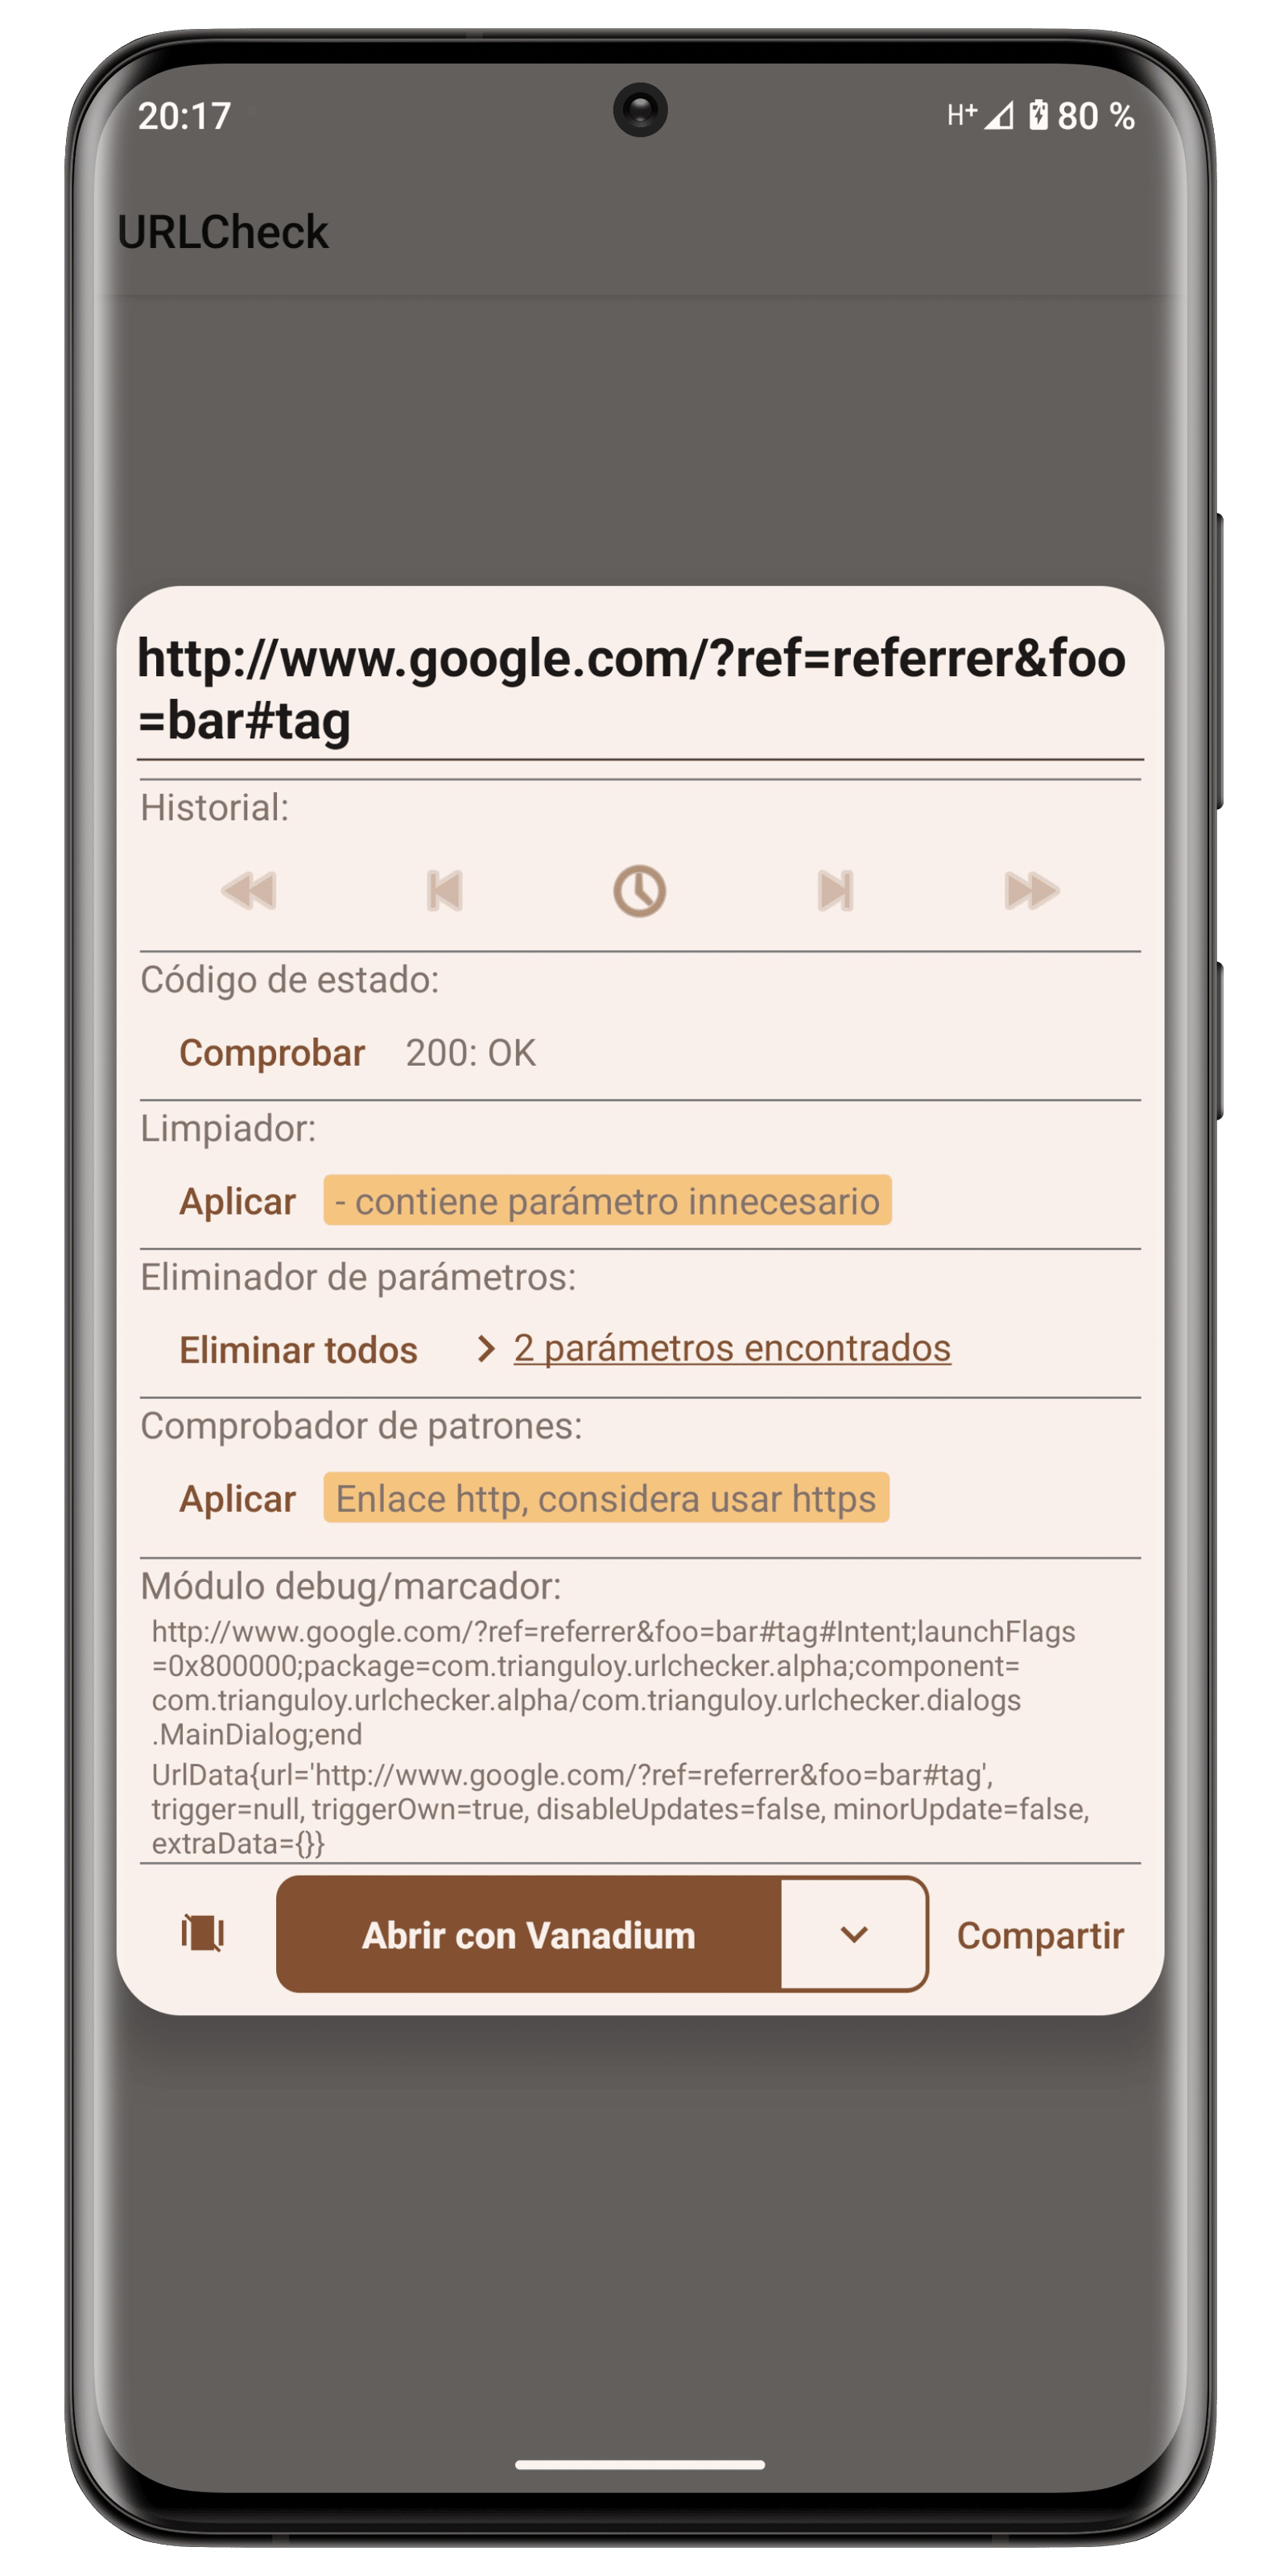 20:17
H+ 80 %
URLCheck
http://www.google.com/?ref=referrer&foo
=bar#tag
Historial:
Código de estado:
Comprobar 200: OK
Limpiador:
Aplicar - contiene parámetro innecesario
Eliminador de parámetros:
Eliminar todos 2 parámetros encontrados
Comprobador de patrones:
Aplicar Enlace http, considera usar https
Módulo debug/marcador:
http://www.google.com/?ref=referrer&foo=bar#tag#Intent;launchFlags
=0x800000;package=com.trianguloy.urlchecker.alpha;component=
com.trianguloy.urlchecker.alpha/com.trianguloy.urlchecker.dialogs
.MainDialog;end
UrlData{url='http://www.google.com/?ref=referrer&foo=bar#tag',
trigger=null, triggerOwn=true, disableUpdates=false, minorUpdate=false,
extraData={}}
Abrir con Vanadium Compartir